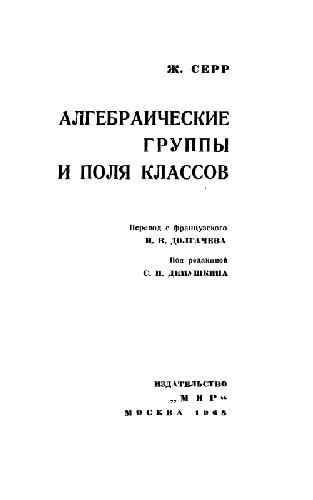 Ж. СЕРР
АЛГЕБРАИЧЕСКИЕ
ГРУППЫ
И ПОЛЯ КЛАССОВ
Перевод с французского
И. В. ДОЛГАЧЕВА
Под редакцией
С. П. ДЕМУШКИНА
ИЗДАТЕЛЬСТВО
„МИР“
МОСКВА 1968